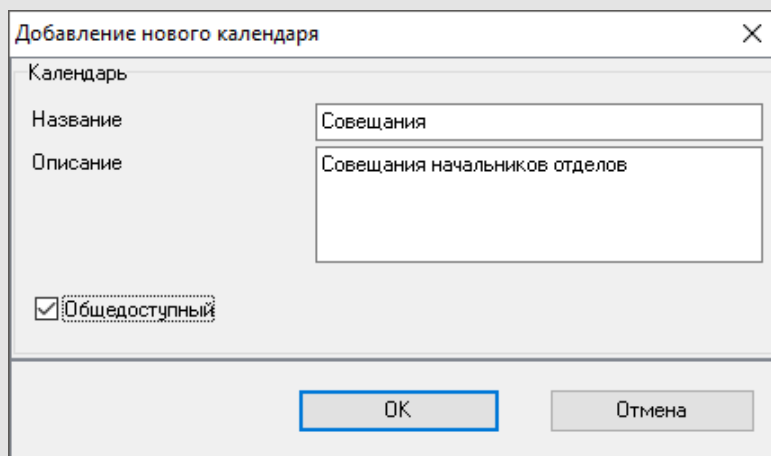 Добавление нового календаря
Календарь
Название
Совещания
Описание
Совещания начальников отделов
Общедоступный
OK
Отмена